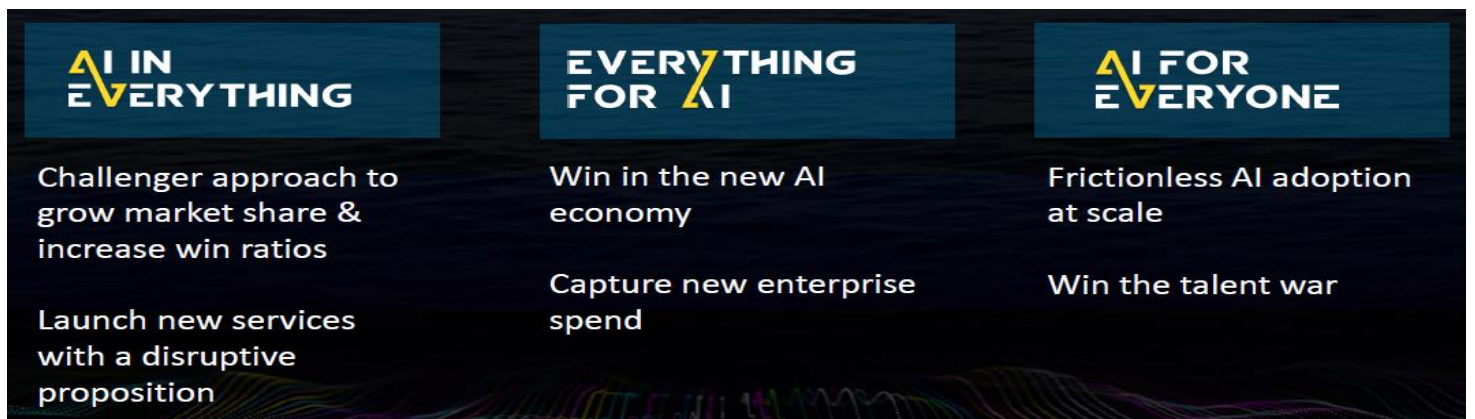 AI IN
EVERYTHING
Challenger approach to
grow market share &
increase win ratios
Launch new services
with a disruptive
proposition
EVERYTHING
FOR AI
Win in the new AI
economy
Capture new enterprise
spend
AI FOR
EVERYONE
Frictionless AI adoption
at scale
Win the talent war